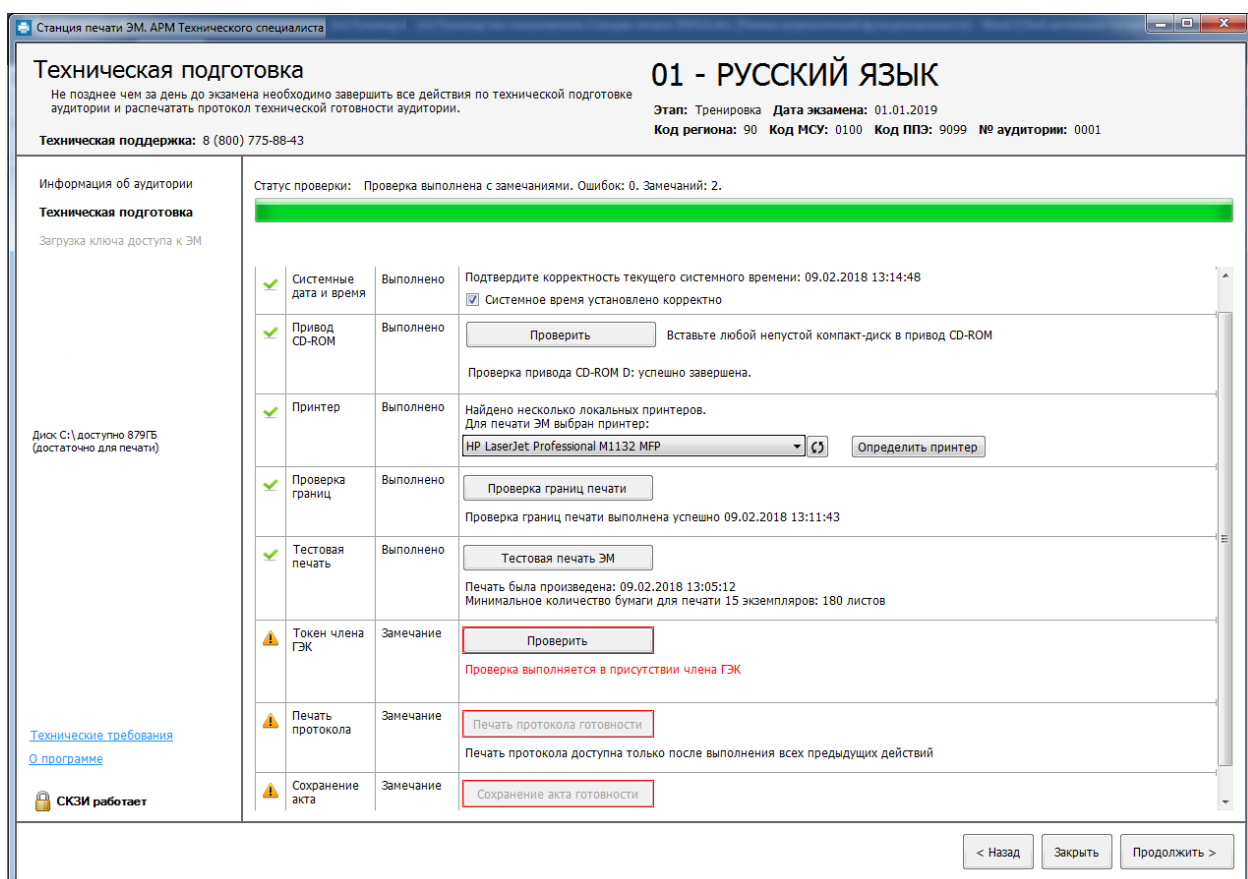 Станция печати ЭМ. АРМ Технического специалиста
Техническая подготовка
Не позднее чем за день до экзамена необходимо завершить все действия по технической подготовке
аудитории и распечатать протокол технической готовности аудитории.
Техническая поддержка: 8 (800) 775-88-43
01 - РУССКИЙ ЯЗЫК
Этап: Тренировка Дата экзамена: 01.01.2019
Код региона: 90 Код МСУ: 0100 Код ППЭ: 9099 № аудитории: 0001
Информация об аудитории
Техническая подготовка
Загрузка ключа доступа к ЭМ
Диск C:\ доступно 879ГБ
(достаточно для печати)
Технические требования
О программе
СКЗИ работает
Статус проверки: Проверка выполнена с замечаниями. Ошибок: 0. Замечаний: 2.
Системные
дата и время
Выполнено
Подтвердите корректность текущего системного времени: 09.02.2018 13:14:48
Системное время установлено корректно
Привод
CD-ROM
Выполнено
Проверить
Вставьте любой непустой компакт-диск в привод CD-ROM
Проверка привода CD-ROM D: успешно завершена.
Принтер
Выполнено
Найдено несколько локальных принтеров.
Для печати ЭМ выбран принтер:
HP LaserJet Professional M1132 MFP
Определить принтер
Проверка
границ
Выполнено
Проверка границ печати
Проверка границ печати выполнена успешно 09.02.2018 13:11:43
Тестовая
печать
Выполнено
Тестовая печать ЭМ
Печать была произведена: 09.02.2018 13:05:12
Минимальное количество бумаги для печати 15 экземпляров: 180 листов
Токен члена
ГЭК
Замечание
Проверить
Проверка выполняется в присутствии члена ГЭК
Печать
протокола
Замечание
Печать протокола готовности
Печать протокола доступна только после выполнения всех предыдущих действий
Сохранение
акта
Замечание
Сохранение акта готовности
< Назад
Закрыть
Продолжить >